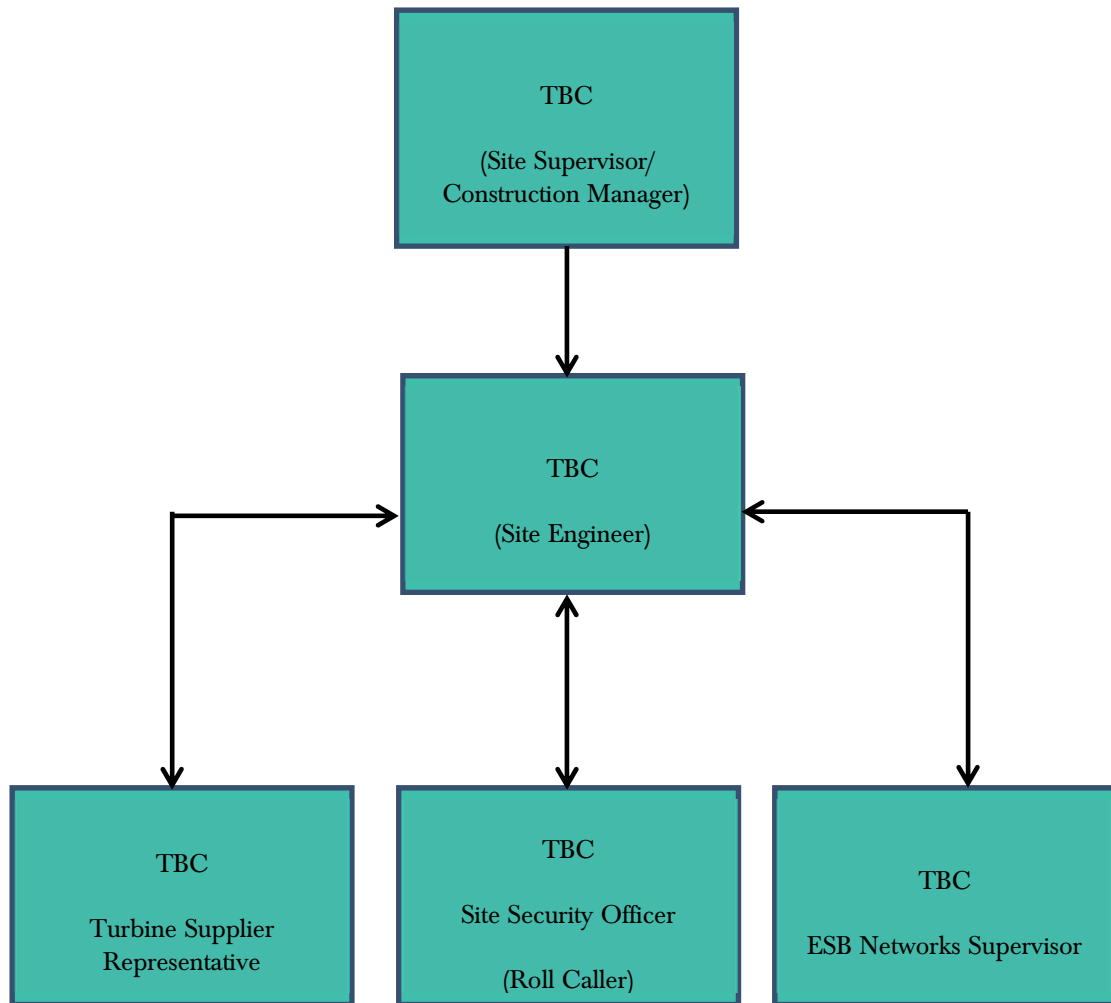 TBC
(Site Supervisor/
Construction Manager)
TBC
(Site Engineer)
TBC
Turbine Supplier
Representative
TBC
Site Security Officer
(Roll Caller)
TBC
ESB Networks Supervisor